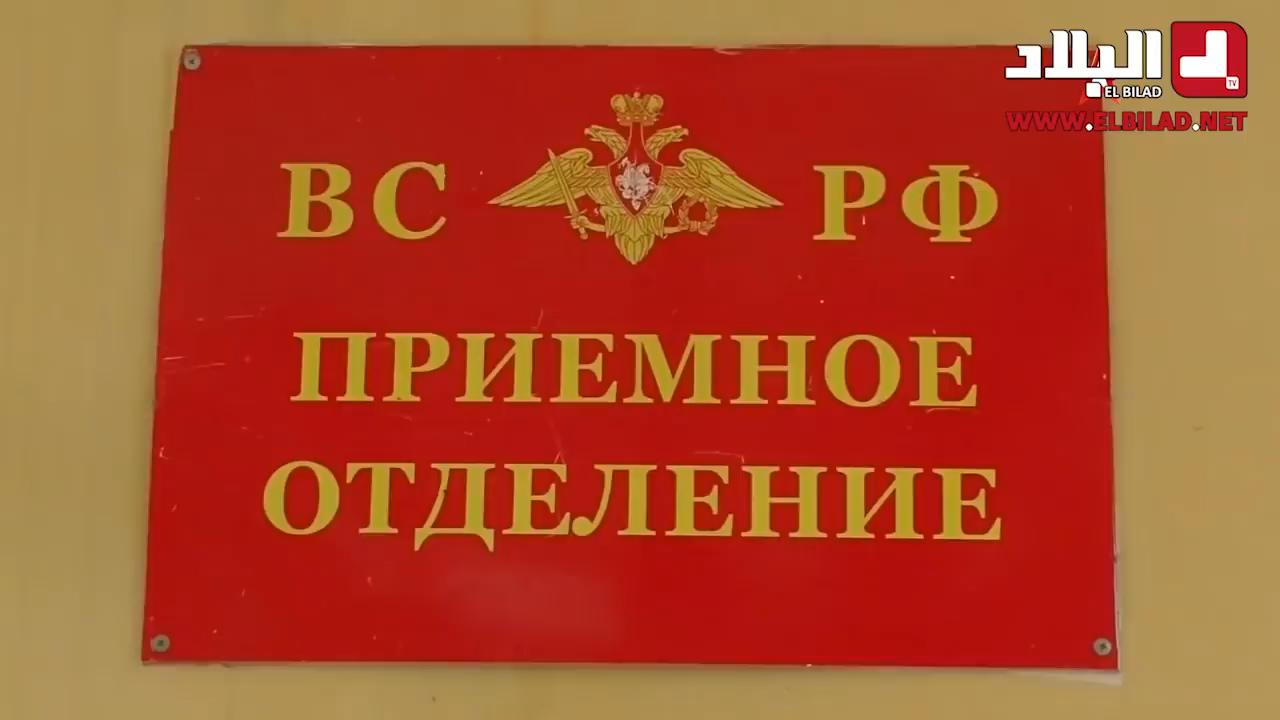 البلاد
TV
EL BILAD
WWW.ELBILAD.NET
ВС РФ
ПРИЕМНОЕ
ОТДЕЛЕНИЕ